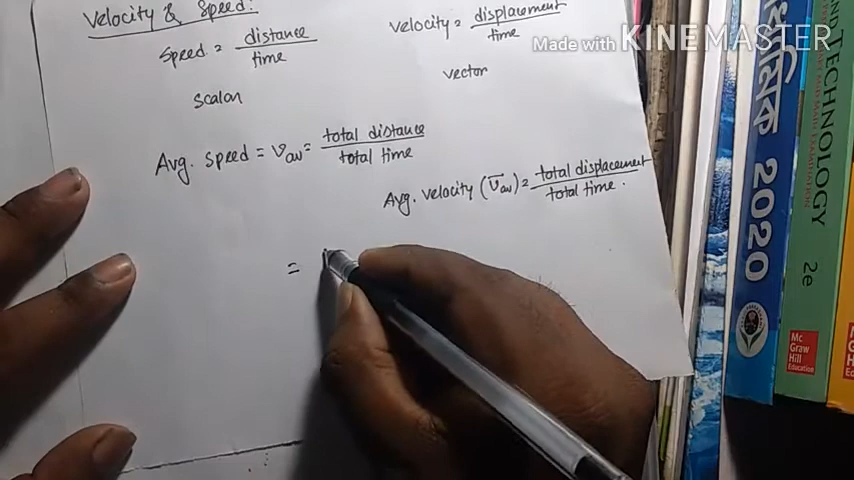 Velocity & Speed:
Speed = distance / time
velocity = displacement / time
Made with KINEMASTER
scalar
vector
Avg. speed = vav = total distance / total time
Avg. velocity (v̄av) = total displacement / total time.
=
2020
TECHNOLOGY
2e
Mc
Graw
Hill
Education
AND